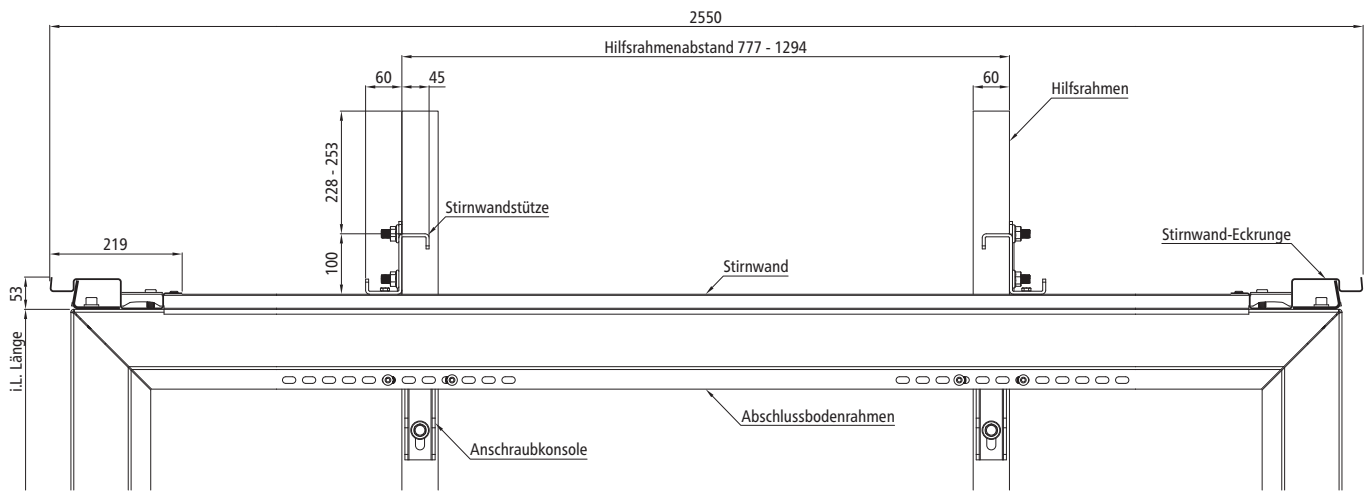 2550
Hilfsrahmenabstand 777 - 1294
60
45
60
Hilfsrahmen
228 - 253
Stirnwandstütze
219
100
Stirnwand
Stirnwand-Eckrunge
53
i.L. Länge
Abschlussbodenrahmen
Anschraubkonsole